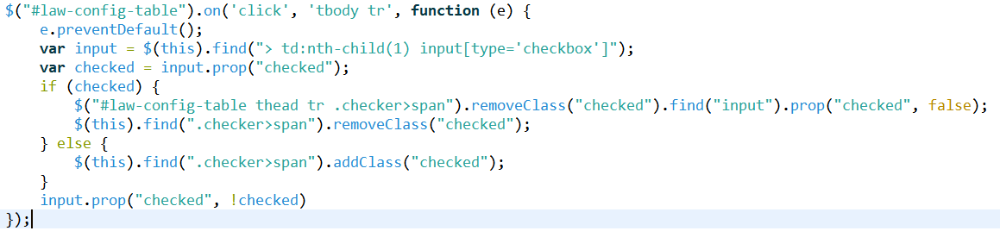 $("#law-config-table").on('click', 'tbody tr', function (e) {
    e.preventDefault();
    var input = $(this).find("> td:nth-child(1) input[type='checkbox']");
    var checked = input.prop("checked");
    if (checked) {
        $("#law-config-table thead tr .checker>span").removeClass("checked").find("input").prop("checked", false);
        $(this).find(".checker>span").removeClass("checked");
    } else {
        $(this).find(".checker>span").addClass("checked");
    }
    input.prop("checked", !checked)
});